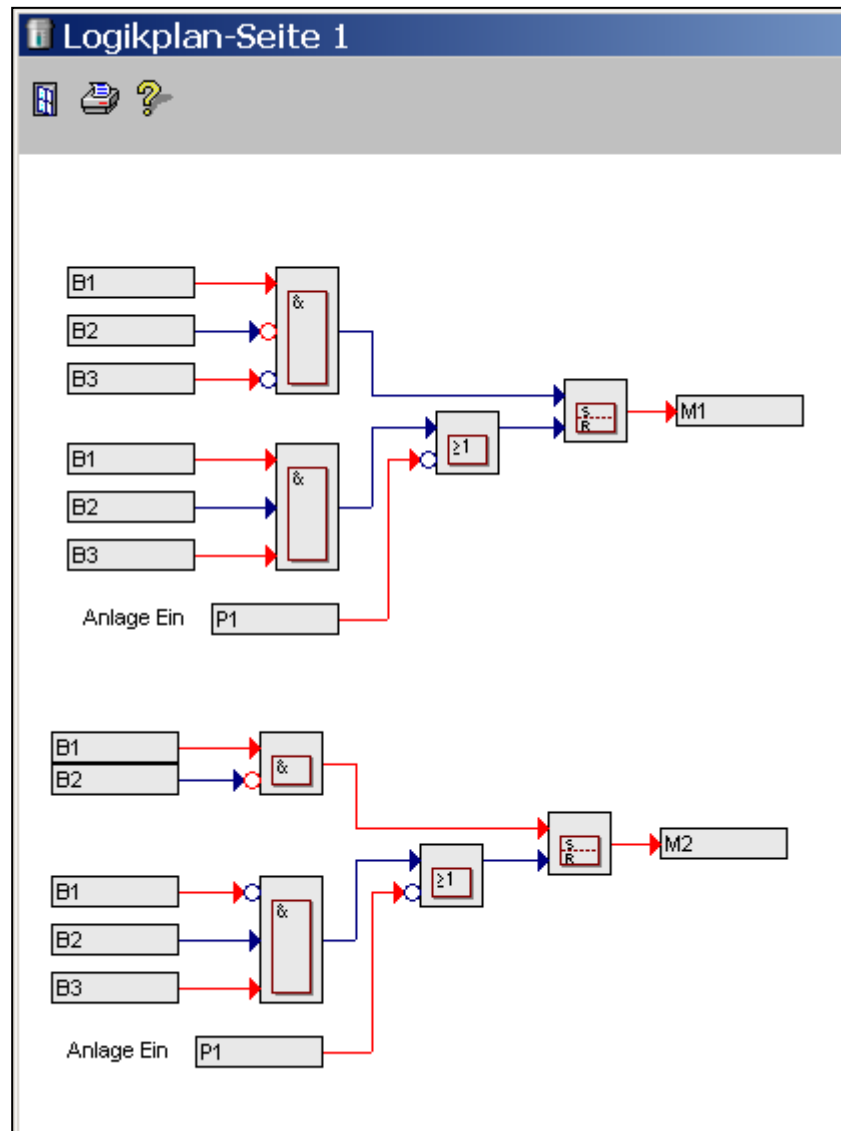 Logikplan-Seite 1
B1
&
B2
B3
S
R
M1
B1
&
≥1
B2
B3
Anlage Ein P1
B1
B2
&
S
R
M2
B1
&
≥1
B2
B3
Anlage Ein P1